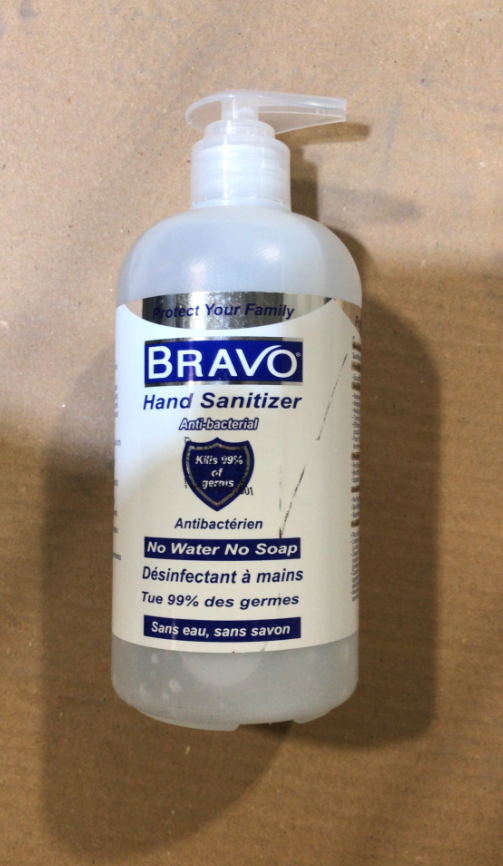 Protect Your Family
BRAVO®
Hand Sanitizer
Anti-bacterial
Kills 99%
of
germs
Antibactérien
No Water No Soap
Désinfectant à mains
Tue 99% des germes
Sans eau, sans savon